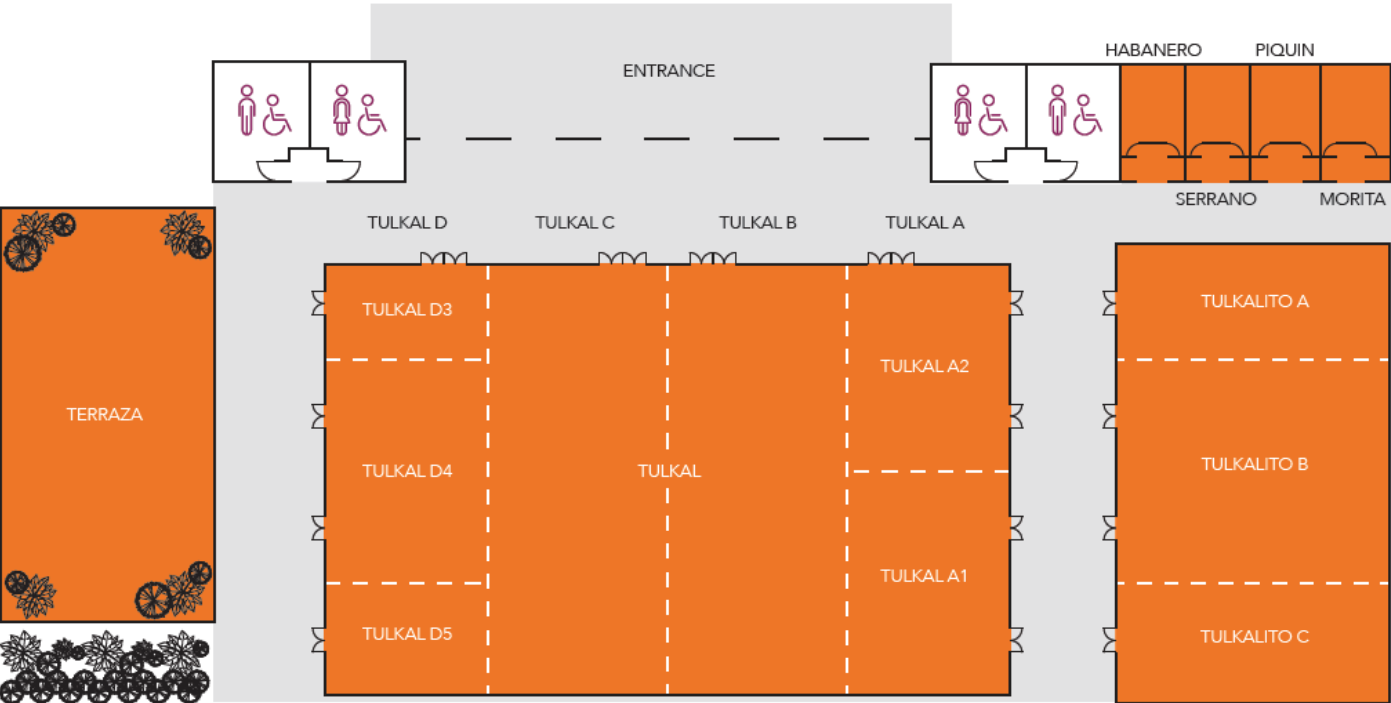 HABANERO
PIQUIN
ENTRANCE
SERRANO
MORITA
TULKAL D
TULKAL C
TULKAL B
TULKAL A
TULKALITO A
TULKAL D3
TULKAL A2
TERRAZA
TULKALITO B
TULKAL D4
TULKAL
TULKAL A1
TULKAL D5
TULKALITO C